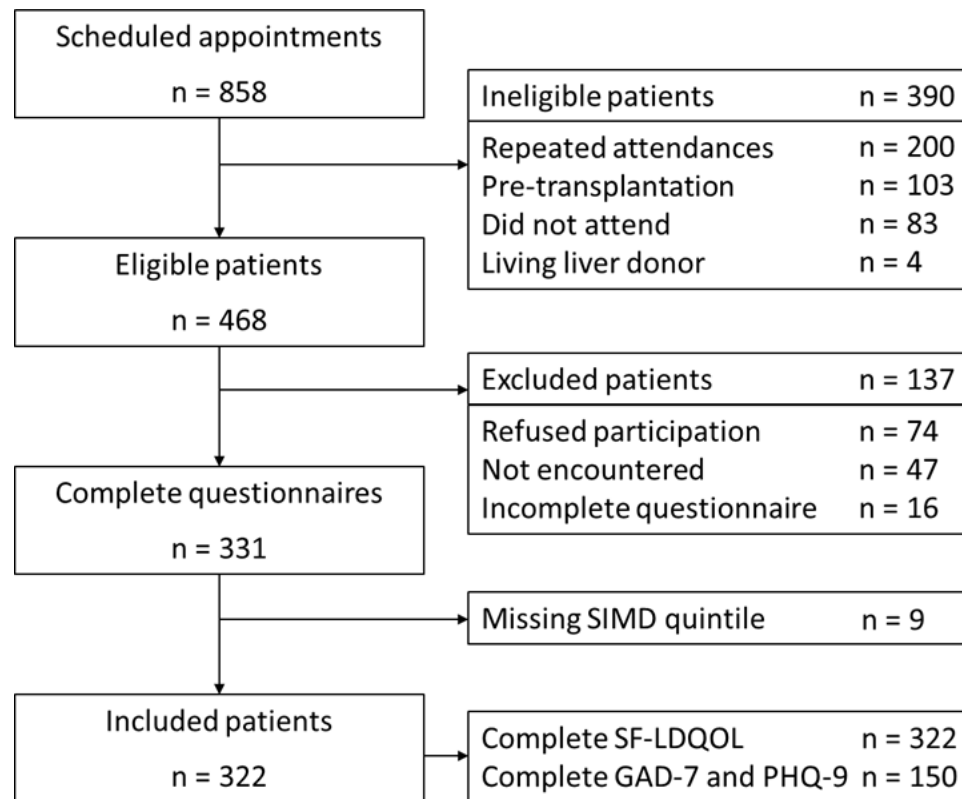 Scheduled appointments
n = 858
Ineligible patients n = 390
Repeated attendances n = 200
Pre-transplantation n = 103
Did not attend n = 83
Living liver donor n = 4
Eligible patients
n = 468
Excluded patients n = 137
Refused participation n = 74
Not encountered n = 47
Incomplete questionnaire n = 16
Complete questionnaires
n = 331
Missing SIMD quintile n = 9
Included patients
n = 322
Complete SF-LDQOL n = 322
Complete GAD-7 and PHQ-9 n = 150